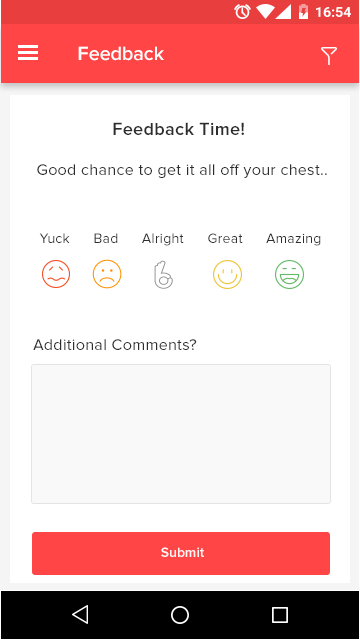 16:54
Feedback
Feedback Time!
Good chance to get it all off your chest..
Yuck Bad Alright Great Amazing
Additional Comments?
Submit